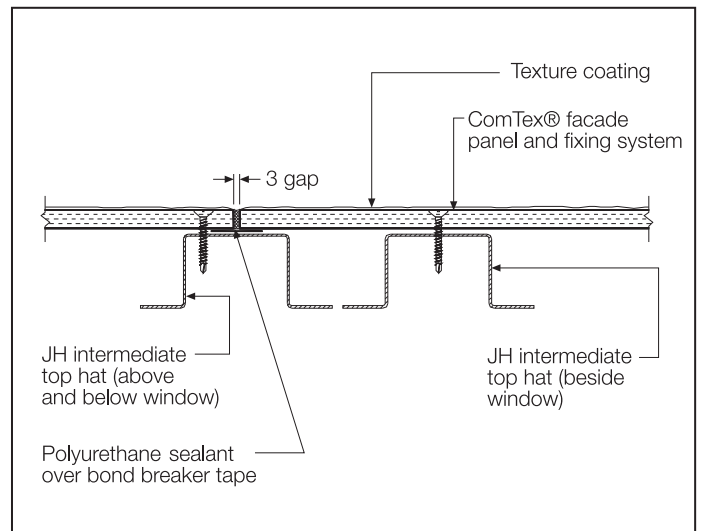 Texture coating
ComTex® facade
panel and fixing system
3 gap
JH intermediate
top hat (above
and below window)
JH intermediate
top hat (beside
window)
Polyurethane sealant
over bond breaker tape